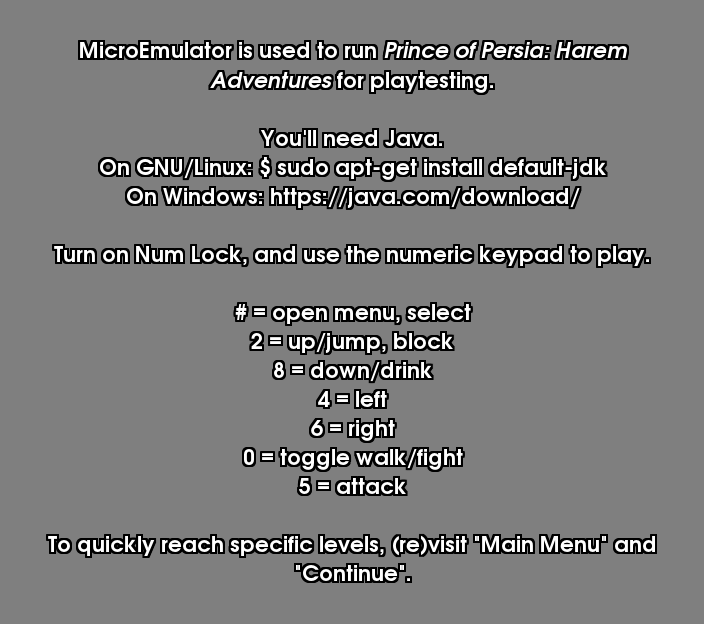 MicroEmulator is used to run Prince of Persia: Harem
Adventures for playtesting.
You'll need Java.
On GNU/Linux: $ sudo apt-get install default-jdk
On Windows: https://java.com/download/
Turn on Num Lock, and use the numeric keypad to play.
# = open menu, select
2 = up/jump, block
8 = down/drink
4 = left
6 = right
0 = toggle walk/fight
5 = attack
To quickly reach specific levels, (re)visit "Main Menu" and
"Continue".